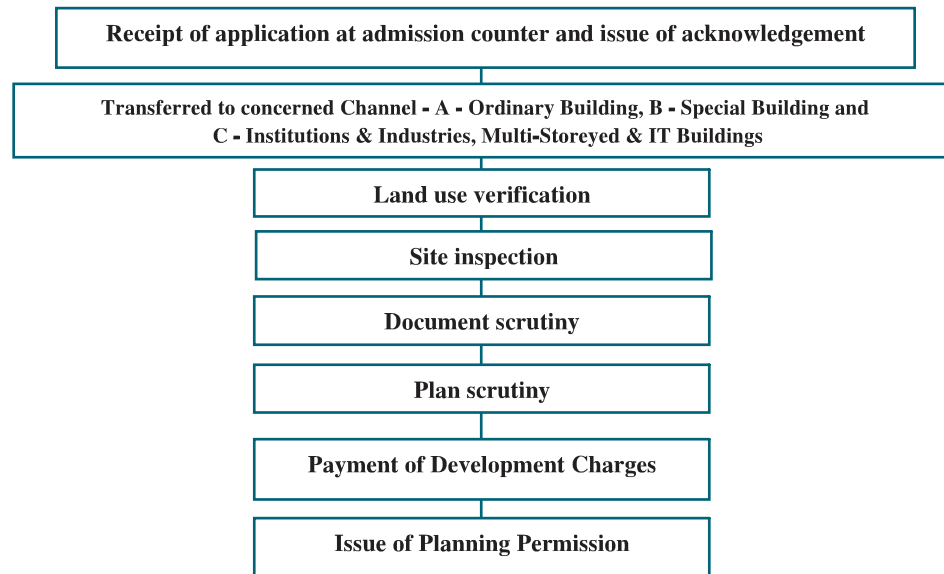 Receipt of application at admission counter and issue of acknowledgement
Transferred to concerned Channel - A - Ordinary Building, B - Special Building and
C - Institutions & Industries, Multi-Storeyed & IT Buildings
Land use verification
Site inspection
Document scrutiny
Plan scrutiny
Payment of Development Charges
Issue of Planning Permission